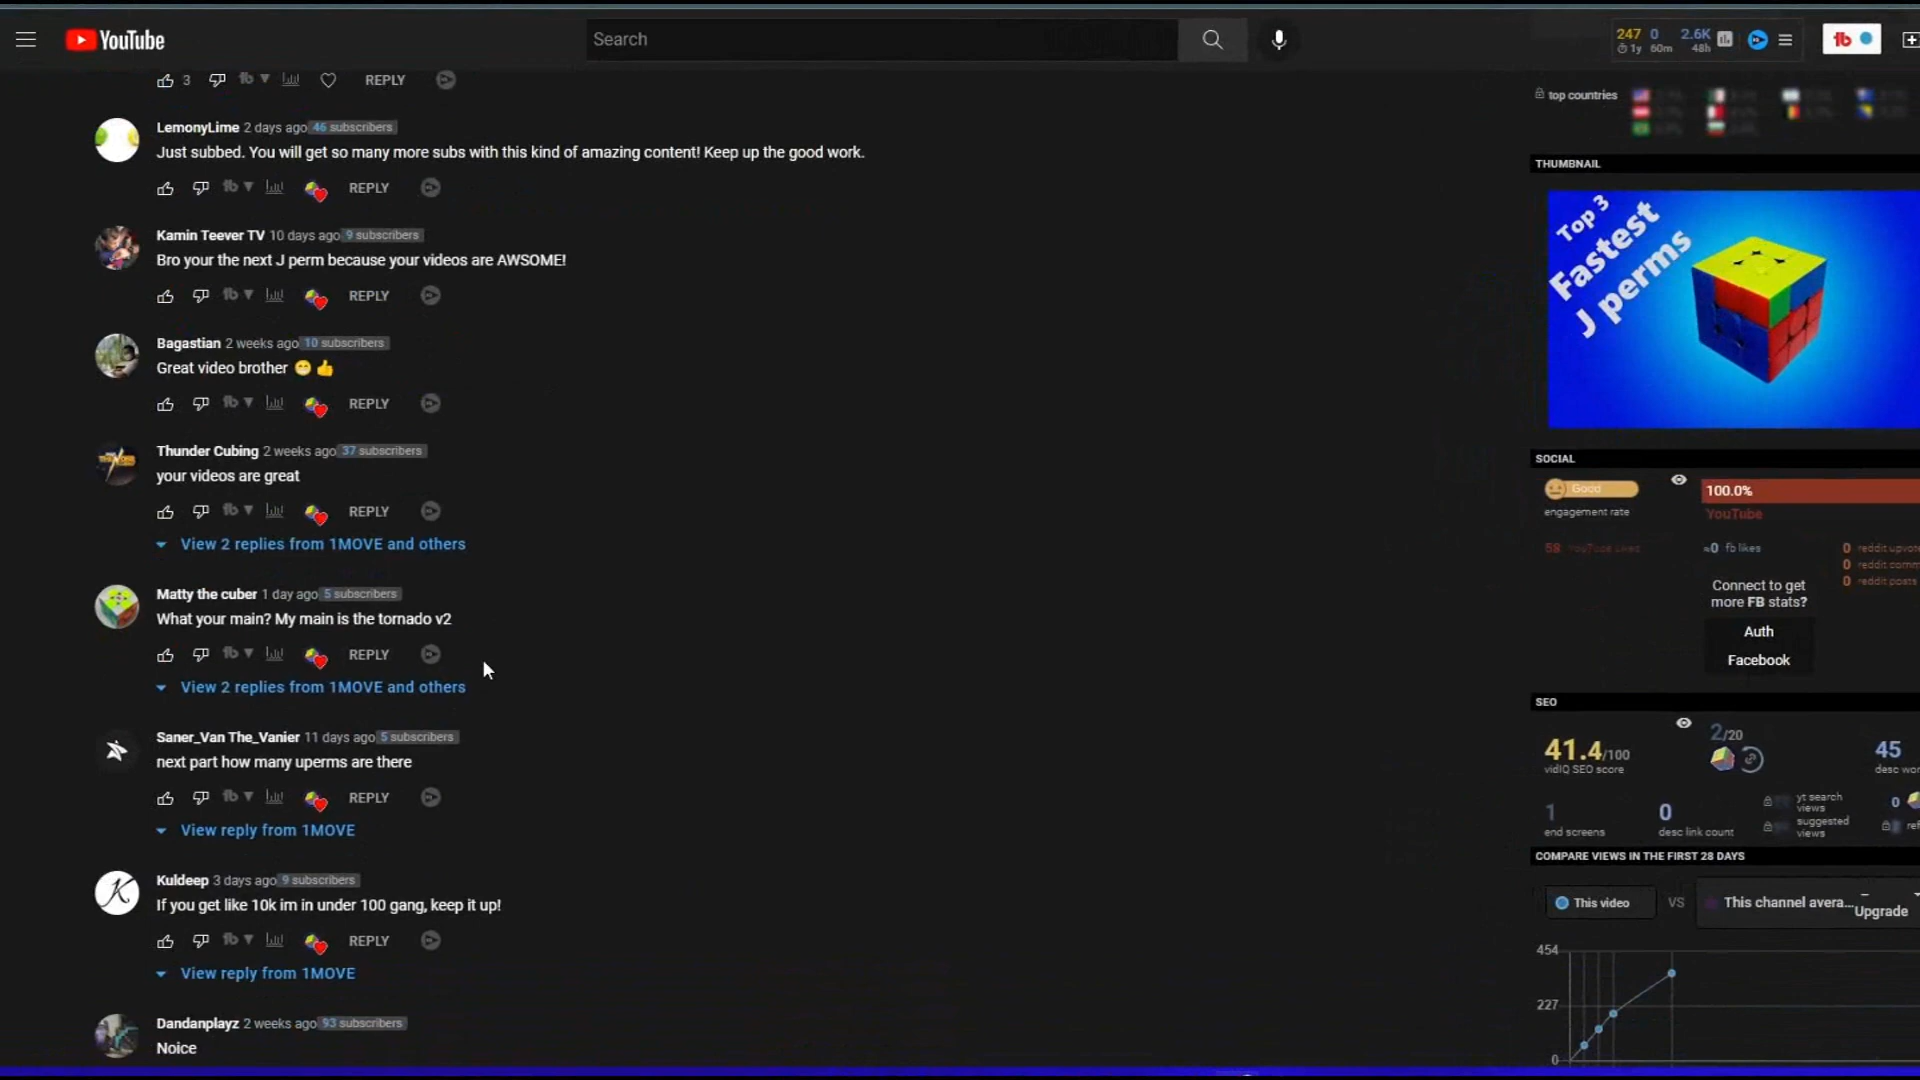 YouTube
Search
247 0 2.6K
1y 60m 48h
3 REPLY
top countries
LemonyLime 2 days ago 46 subscribers
Just subbed. You will get so many more subs with this kind of amazing content! Keep up the good work.
REPLY
THUMBNAIL
Top 3
Fastest
J perms
Kamin Teever TV 10 days ago 9 subscribers
Bro your the next J perm because your videos are AWSOME!
REPLY
Bagastian 2 weeks ago 10 subscribers
Great video brother 😁👍
REPLY
Thunder Cubing 2 weeks ago 37 subscribers
your videos are great
REPLY
View 2 replies from 1MOVE and others
SOCIAL
Good
engagement rate
100.0%
YouTube
58 YouTube Likes
≈0 fb likes
0 reddit upvote
0 reddit comm
0 reddit posts
Connect to get
more FB stats?
Auth
Facebook
Matty the cuber 1 day ago 5 subscribers
What your main? My main is the tornado v2
REPLY
View 2 replies from 1MOVE and others
Saner_Van The_Vanier 11 days ago 5 subscribers
next part how many uperms are there
REPLY
View reply from 1MOVE
SEO
41.4/100
vidIQ SEO score
2/20
45
desc wor
1
end screens
0
desc link count
yt search
views
suggested
views
0
ref
Kuldeep 3 days ago 9 subscribers
If you get like 10k im in under 100 gang, keep it up!
REPLY
View reply from 1MOVE
COMPARE VIEWS IN THE FIRST 28 DAYS
This video VS This channel avera...
Upgrade
454
227
0
Dandanplayz 2 weeks ago 93 subscribers
Noice